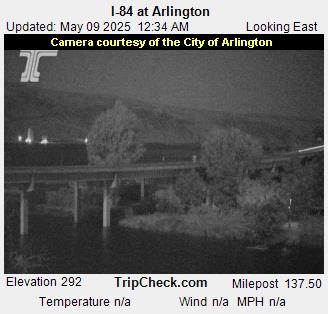 I-84 at Arlington
Updated: May 09 2025 12:34 AM Looking East
Camera courtesy of the City of Arlington
Elevation 292 TripCheck.com Milepost 137.50
Temperature n/a Wind n/a MPH n/a